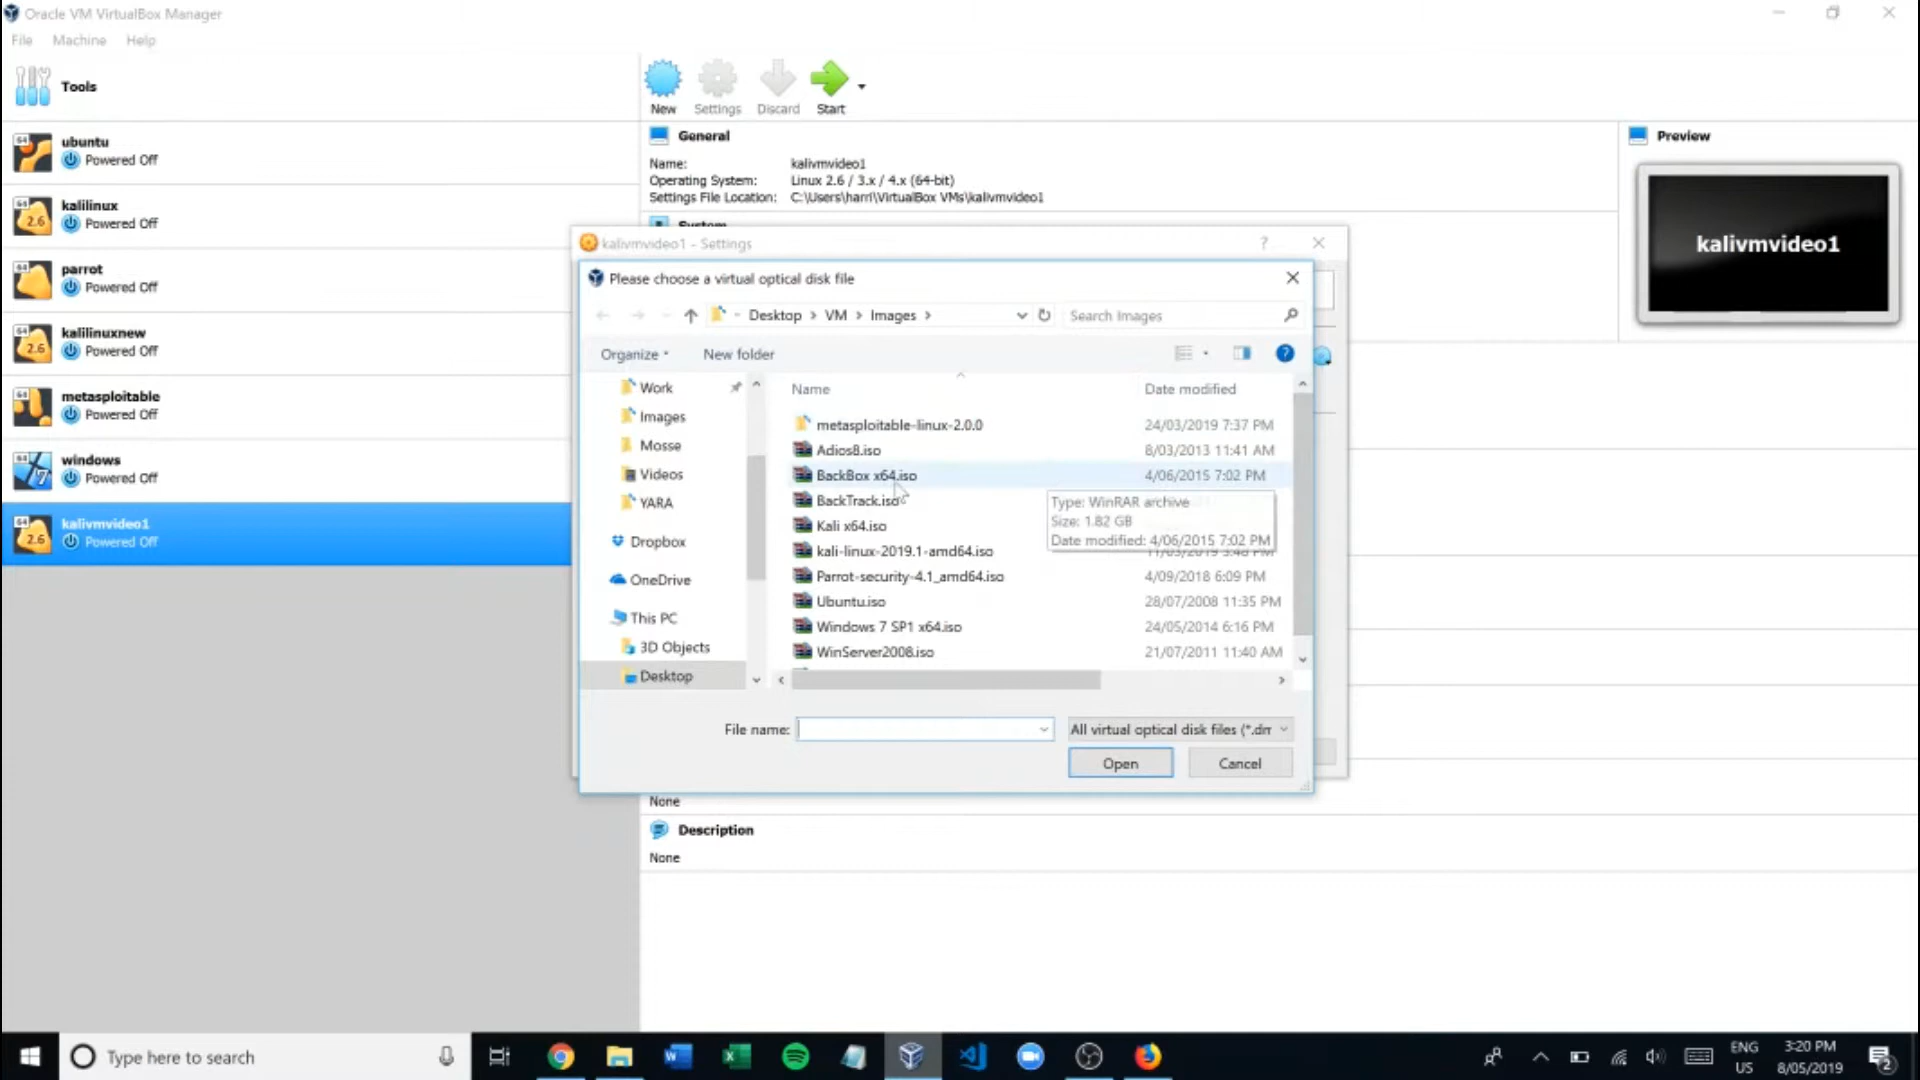 Oracle VM VirtualBox Manager
File Machine Help
Tools
New Settings Discard Start
ubuntu
Powered Off
kalilinux
Powered Off
parrot
Powered Off
kalilinuxnew
Powered Off
metasploitable
Powered Off
windows
Powered Off
kalivmvideo1
Powered Off
General
Name: kalivmvideo1
Operating System: Linux 2.6 / 3.x / 4.x (64-bit)
Settings File Location: C:\Users\harri\VirtualBox VMs\kalivmvideo1
System
Preview
kalivmvideo1
kalivmvideo1 - Settings
Please choose a virtual optical disk file
Desktop > VM > Images >
Search Images
Organize New folder
Work
Images
Mosse
Videos
YARA
Dropbox
OneDrive
This PC
3D Objects
Desktop
Name Date modified
metasploitable-linux-2.0.0 24/03/2019 7:37 PM
Adios8.iso 8/03/2013 11:41 AM
BackBox x64.iso 4/06/2015 7:02 PM
BackTrack.iso
Kali x64.iso
kali-linux-2019.1-amd64.iso 11/03/2019 3:48 PM
Parrot-security-4.1_amd64.iso 4/09/2018 6:09 PM
Ubuntu.iso 28/07/2008 11:35 PM
Windows 7 SP1 x64.iso 24/05/2014 6:16 PM
WinServer2008.iso 21/07/2011 11:40 AM
Type: WinRAR archive
Size: 1.82 GB
Date modified: 4/06/2015 7:02 PM
File name:
All virtual optical disk files (*.dm
Open Cancel
None
Description
None
Type here to search
ENG
US
3:20 PM
8/05/2019
2